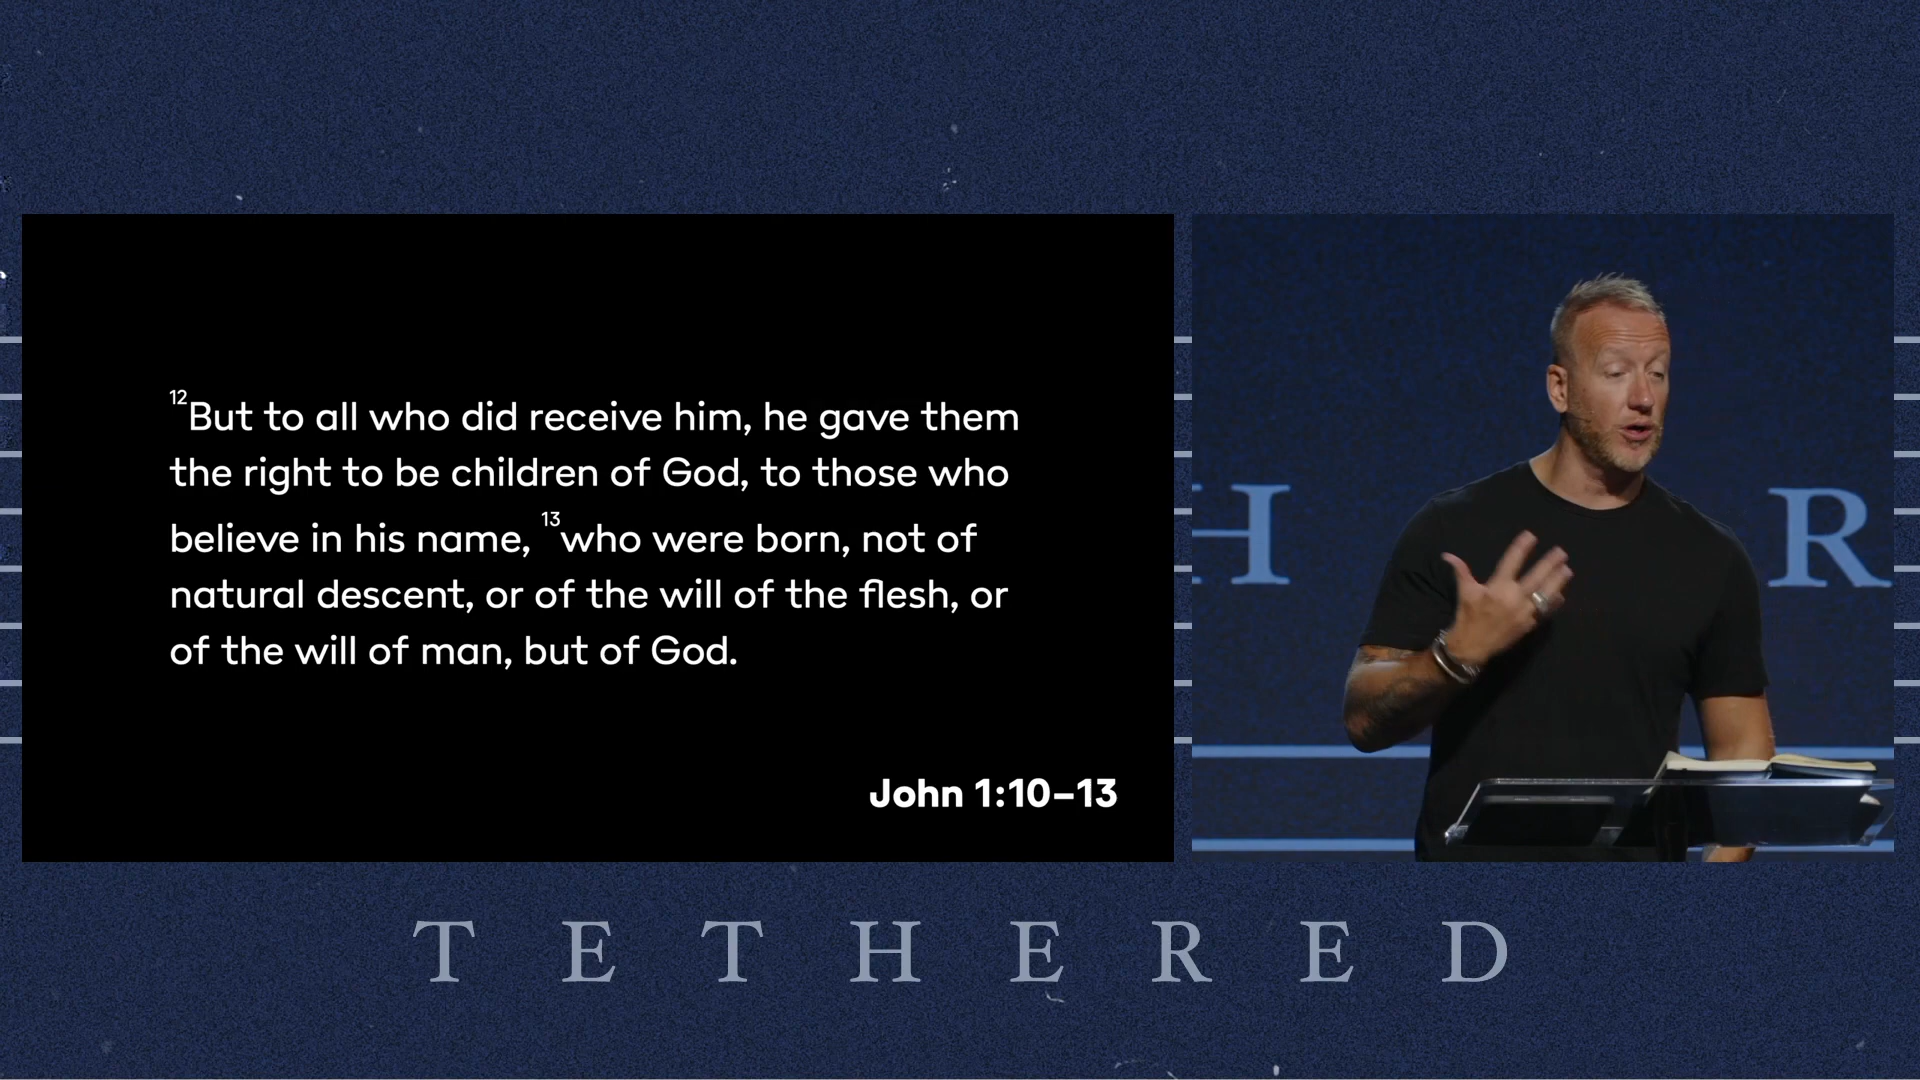 ¹²But to all who did receive him, he gave them
the right to be children of God, to those who
believe in his name, ¹³who were born, not of
natural descent, or of the will of the flesh, or
of the will of man, but of God.
John 1:10–13
H R
TETHERED